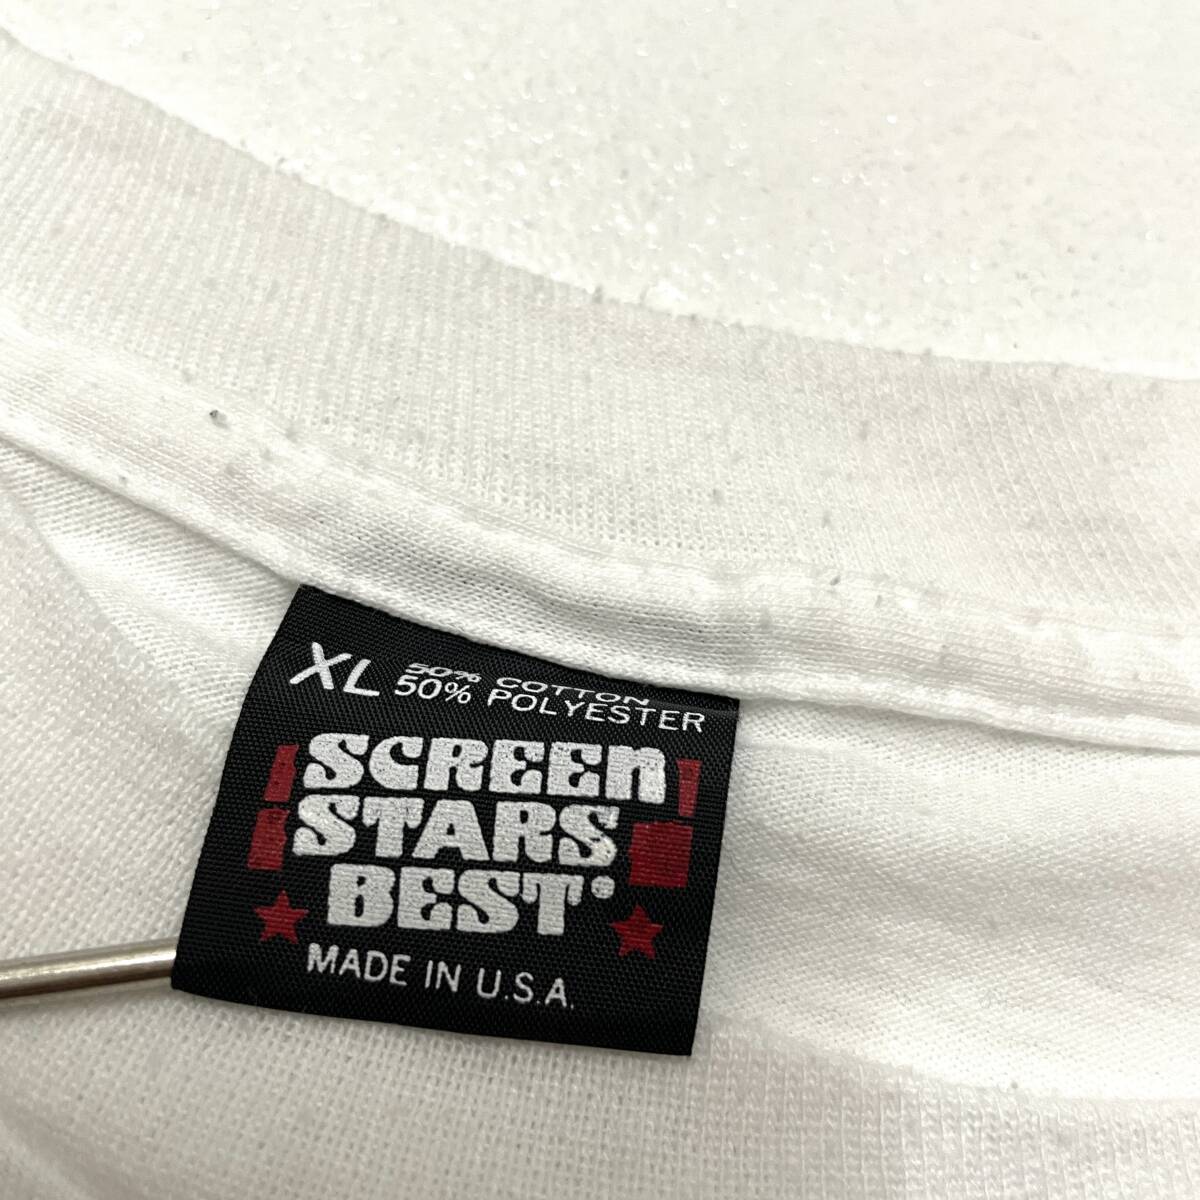 XL 50% COTTON
50% POLYESTER
SCREEN
STARS
BEST
MADE IN U.S.A.